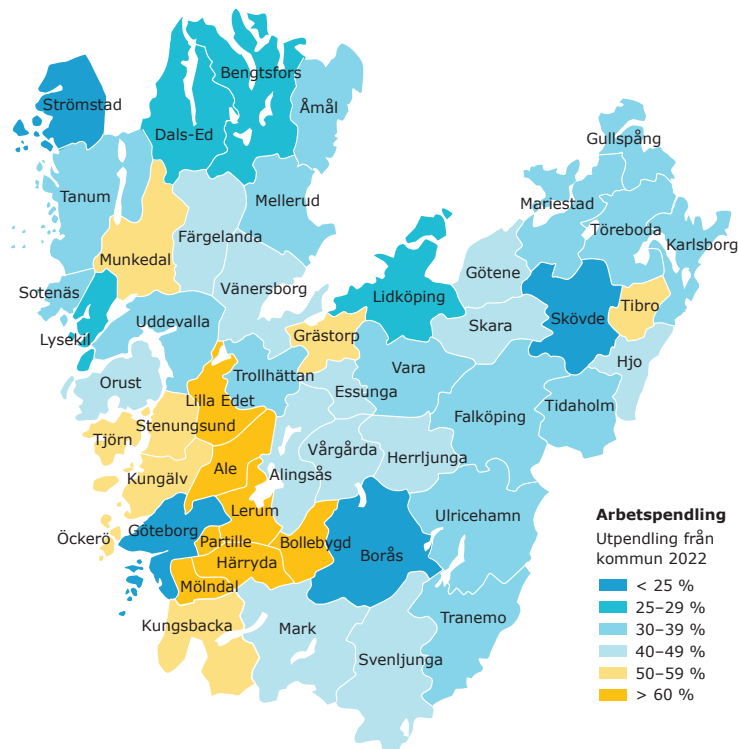 Bengtsfors
Strömstad
Åmål
Dals-Ed
Gullspång
Tanum
Mellerud
Mariestad
Töreboda
Färgelanda
Karlsborg
Munkedal
Götene
Sotenäs
Vänersborg
Lidköping
Tibro
Uddevalla
Skövde
Skara
Lysekil
Grästorp
Hjo
Vara
Trollhättan
Orust
Essunga
Lilla Edet
Tidaholm
Falköping
Stenungsund
Tjörn
Vårgårda
Herrljunga
Ale
Alingsås
Kungälv
Lerum
Ulricehamn
Göteborg
Öckerö
Partille
Bollebygd
Borås
Härryda
Mölndal
Tranemo
Kungsbacka
Mark
Svenljunga
Arbetspendling
Utpendling från
kommun 2022
< 25 %
25–29 %
30–39 %
40–49 %
50–59 %
> 60 %